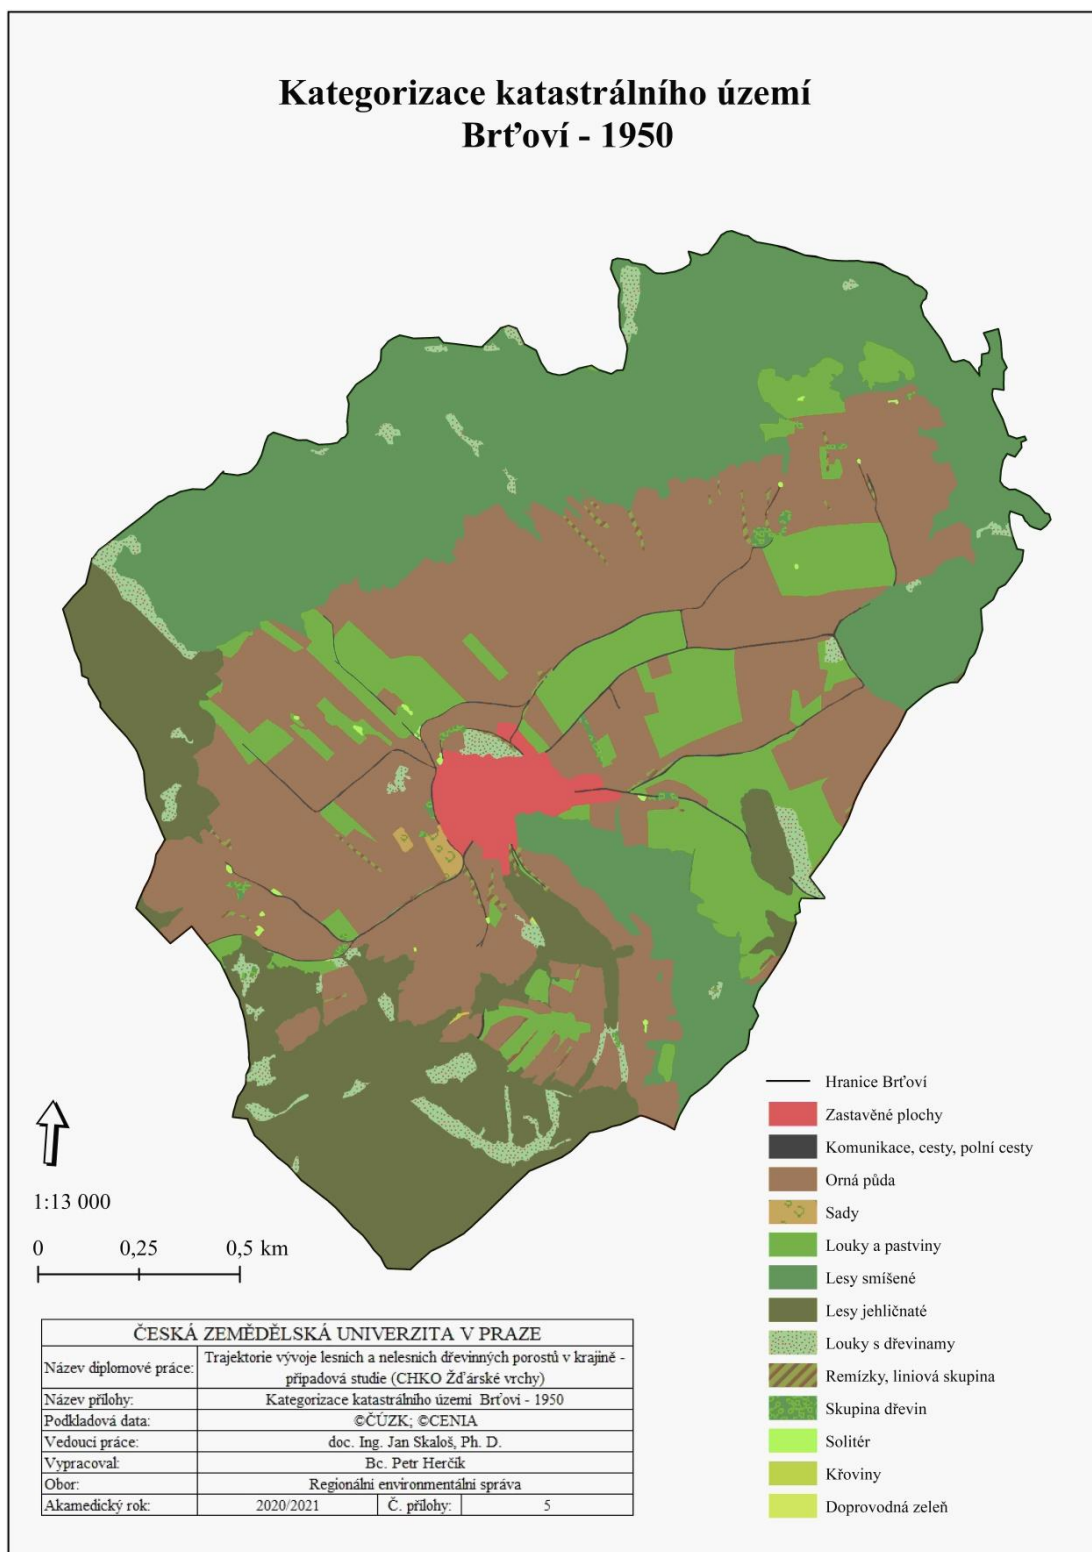 Kategorizace katastrálního území
Brťoví - 1950
Hranice Brťoví
Zastavěné plochy
Komunikace, cesty, polní cesty
Orná půda
Sady
Louky a pastviny
Lesy smíšené
Lesy jehličnaté
Louky s dřevinamy
Remízky, liniová skupina
Skupina dřevin
Solitér
Křoviny
Doprovodná zeleň
1:13 000
0 0,25 0,5 km
ČESKÁ ZEMĚDĚLSKÁ UNIVERZITA V PRAZE
Název diplomové práce: Trajektorie vývoje lesních a nelesních dřevinných porostů v krajině -
případová studie (CHKO Žďárské vrchy)
Název přílohy: Kategorizace katastrálního území Brťoví - 1950
Podkladová data: ©ČÚZK; ©CENIA
Vedoucí práce: doc. Ing. Jan Skaloš, Ph. D.
Vypracoval: Bc. Petr Herčík
Obor: Regionální environmentální správa
Akamedický rok: 2020/2021 Č. přílohy: 5